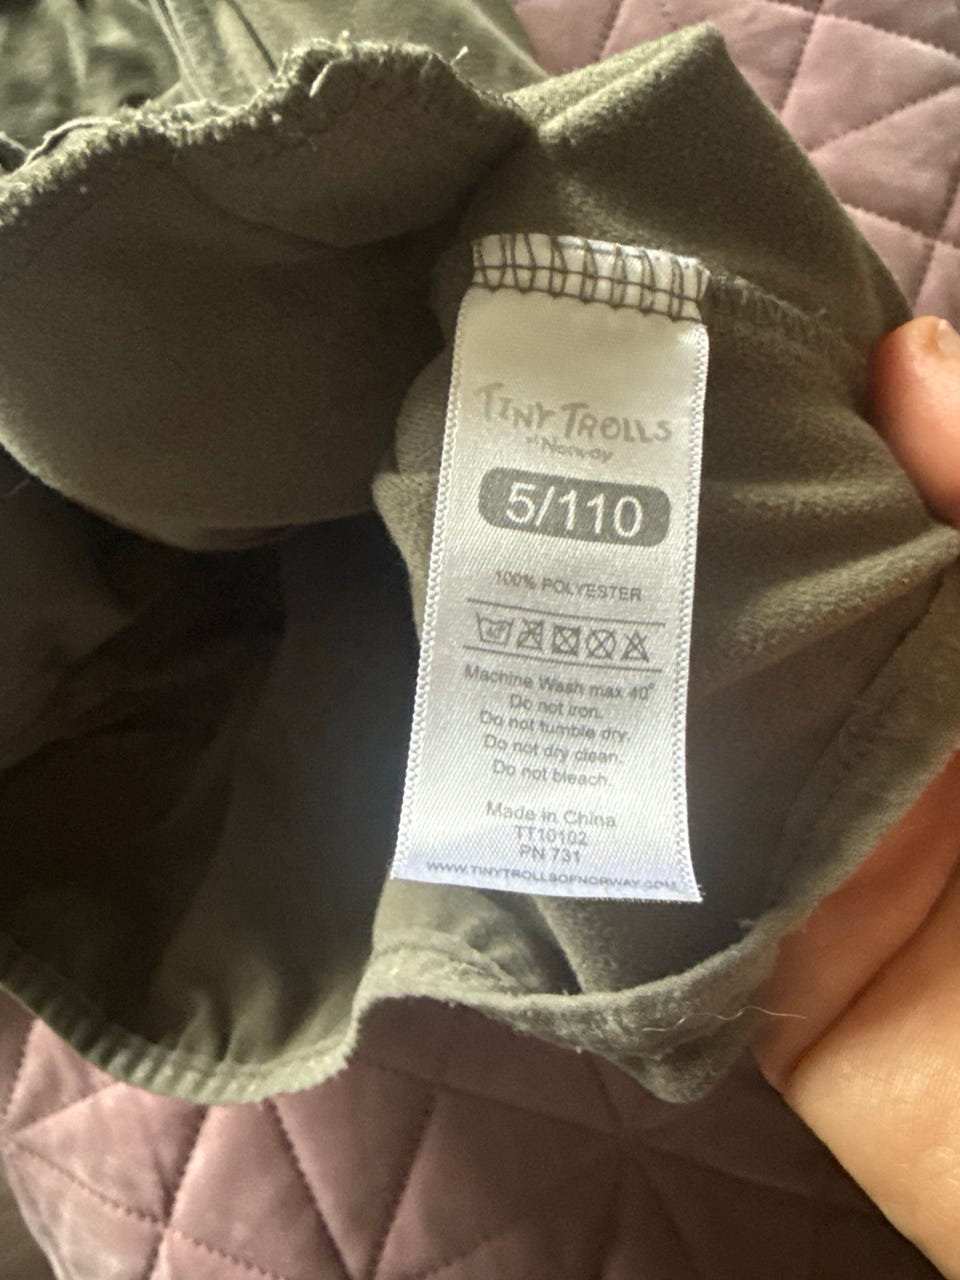 TINY TROLLS
of Norway
5/110
100% POLYESTER
40°
Machine Wash max 40°
Do not iron.
Do not tumble dry.
Do not dry clean.
Do not bleach.
Made in China
TT10102
PN 731
WWW.TINYTROLLSOFNORWAY.COM